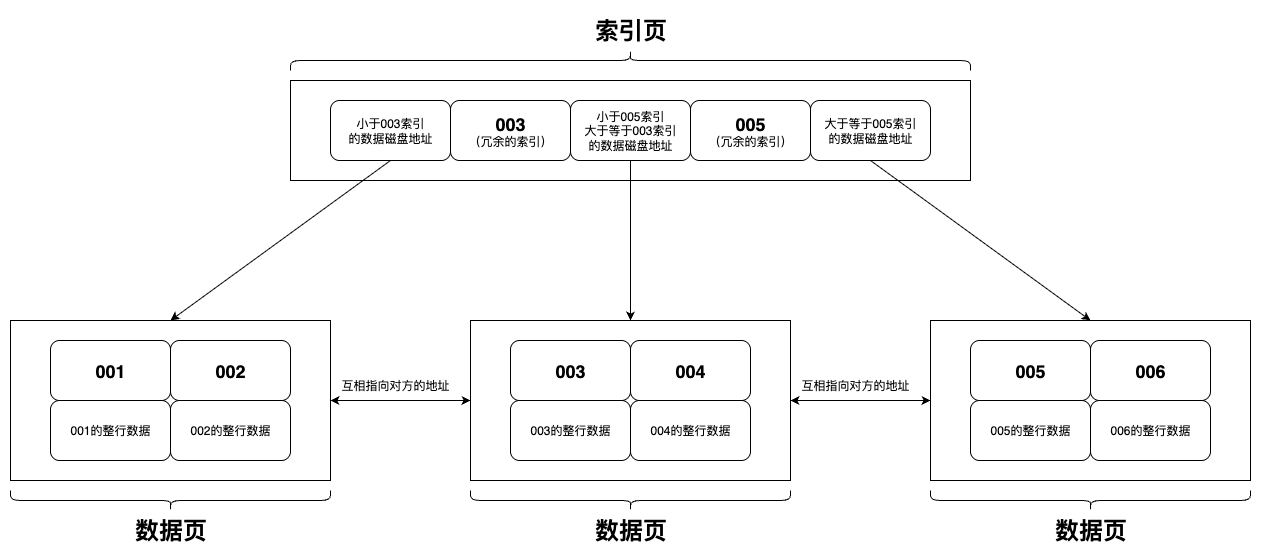 索引页
小于003索引
的数据磁盘地址
003
(冗余的索引)
小于005索引
大于等于003索引
的数据磁盘地址
005
(冗余的索引)
大于等于005索引
的数据磁盘地址
001
002
001的整行数据
002的整行数据
互相指向对方的地址
003
004
003的整行数据
004的整行数据
互相指向对方的地址
005
006
005的整行数据
006的整行数据
数据页
数据页
数据页